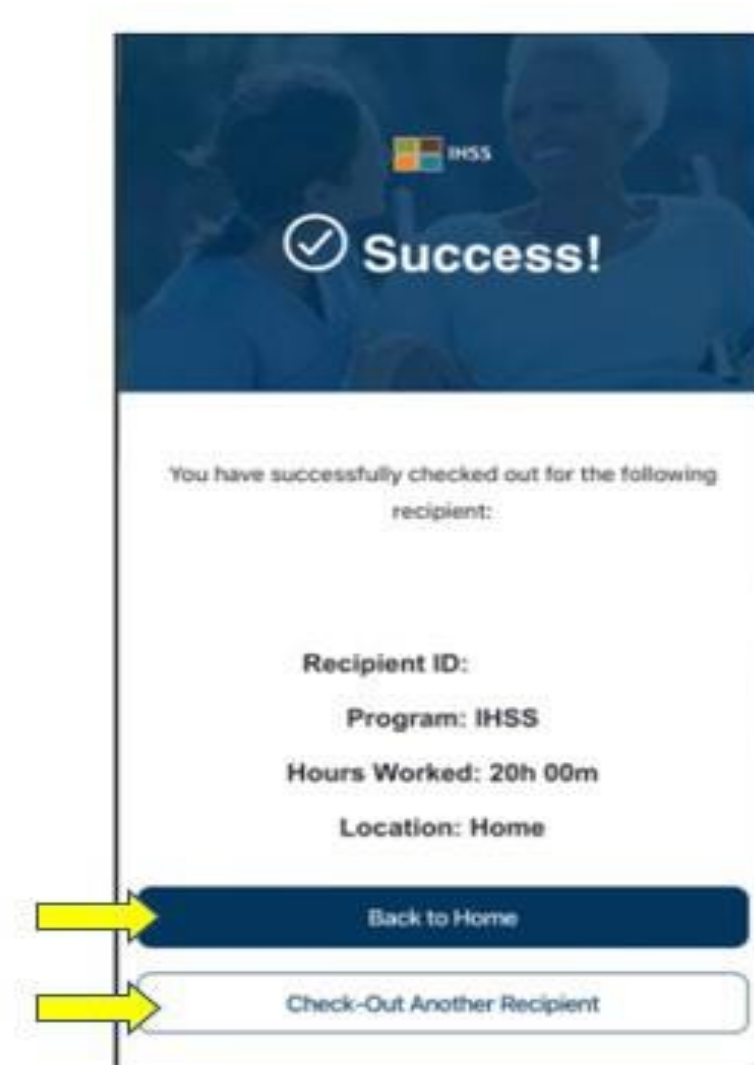 IHSS
Success!
You have successfully checked out for the following
recipient:
Recipient ID:
Program: IHSS
Hours Worked: 20h 00m
Location: Home
Back to Home
Check-Out Another Recipient